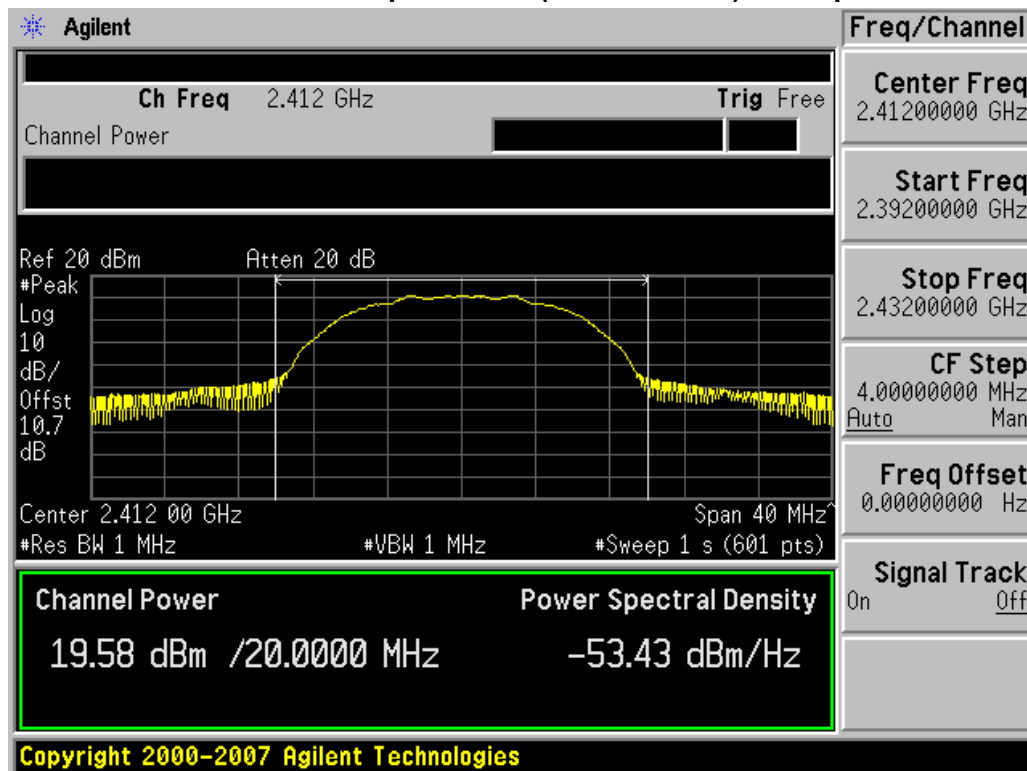 Agilent
Freq/Channel
Ch Freq 2.412 GHz Trig Free
Channel Power
Center Freq
2.41200000 GHz
Start Freq
2.39200000 GHz
Stop Freq
2.43200000 GHz
CF Step
4.00000000 MHz
Auto Man
Freq Offset
0.00000000 Hz
Signal Track
On Off
Ref 20 dBm Atten 20 dB
#Peak
Log
10
dB/
Offst
10.7
dB
Center 2.412 00 GHz Span 40 MHz^
#Res BW 1 MHz #VBW 1 MHz #Sweep 1 s (601 pts)
Channel Power Power Spectral Density
19.58 dBm /20.0000 MHz -53.43 dBm/Hz
Copyright 2000-2007 Agilent Technologies